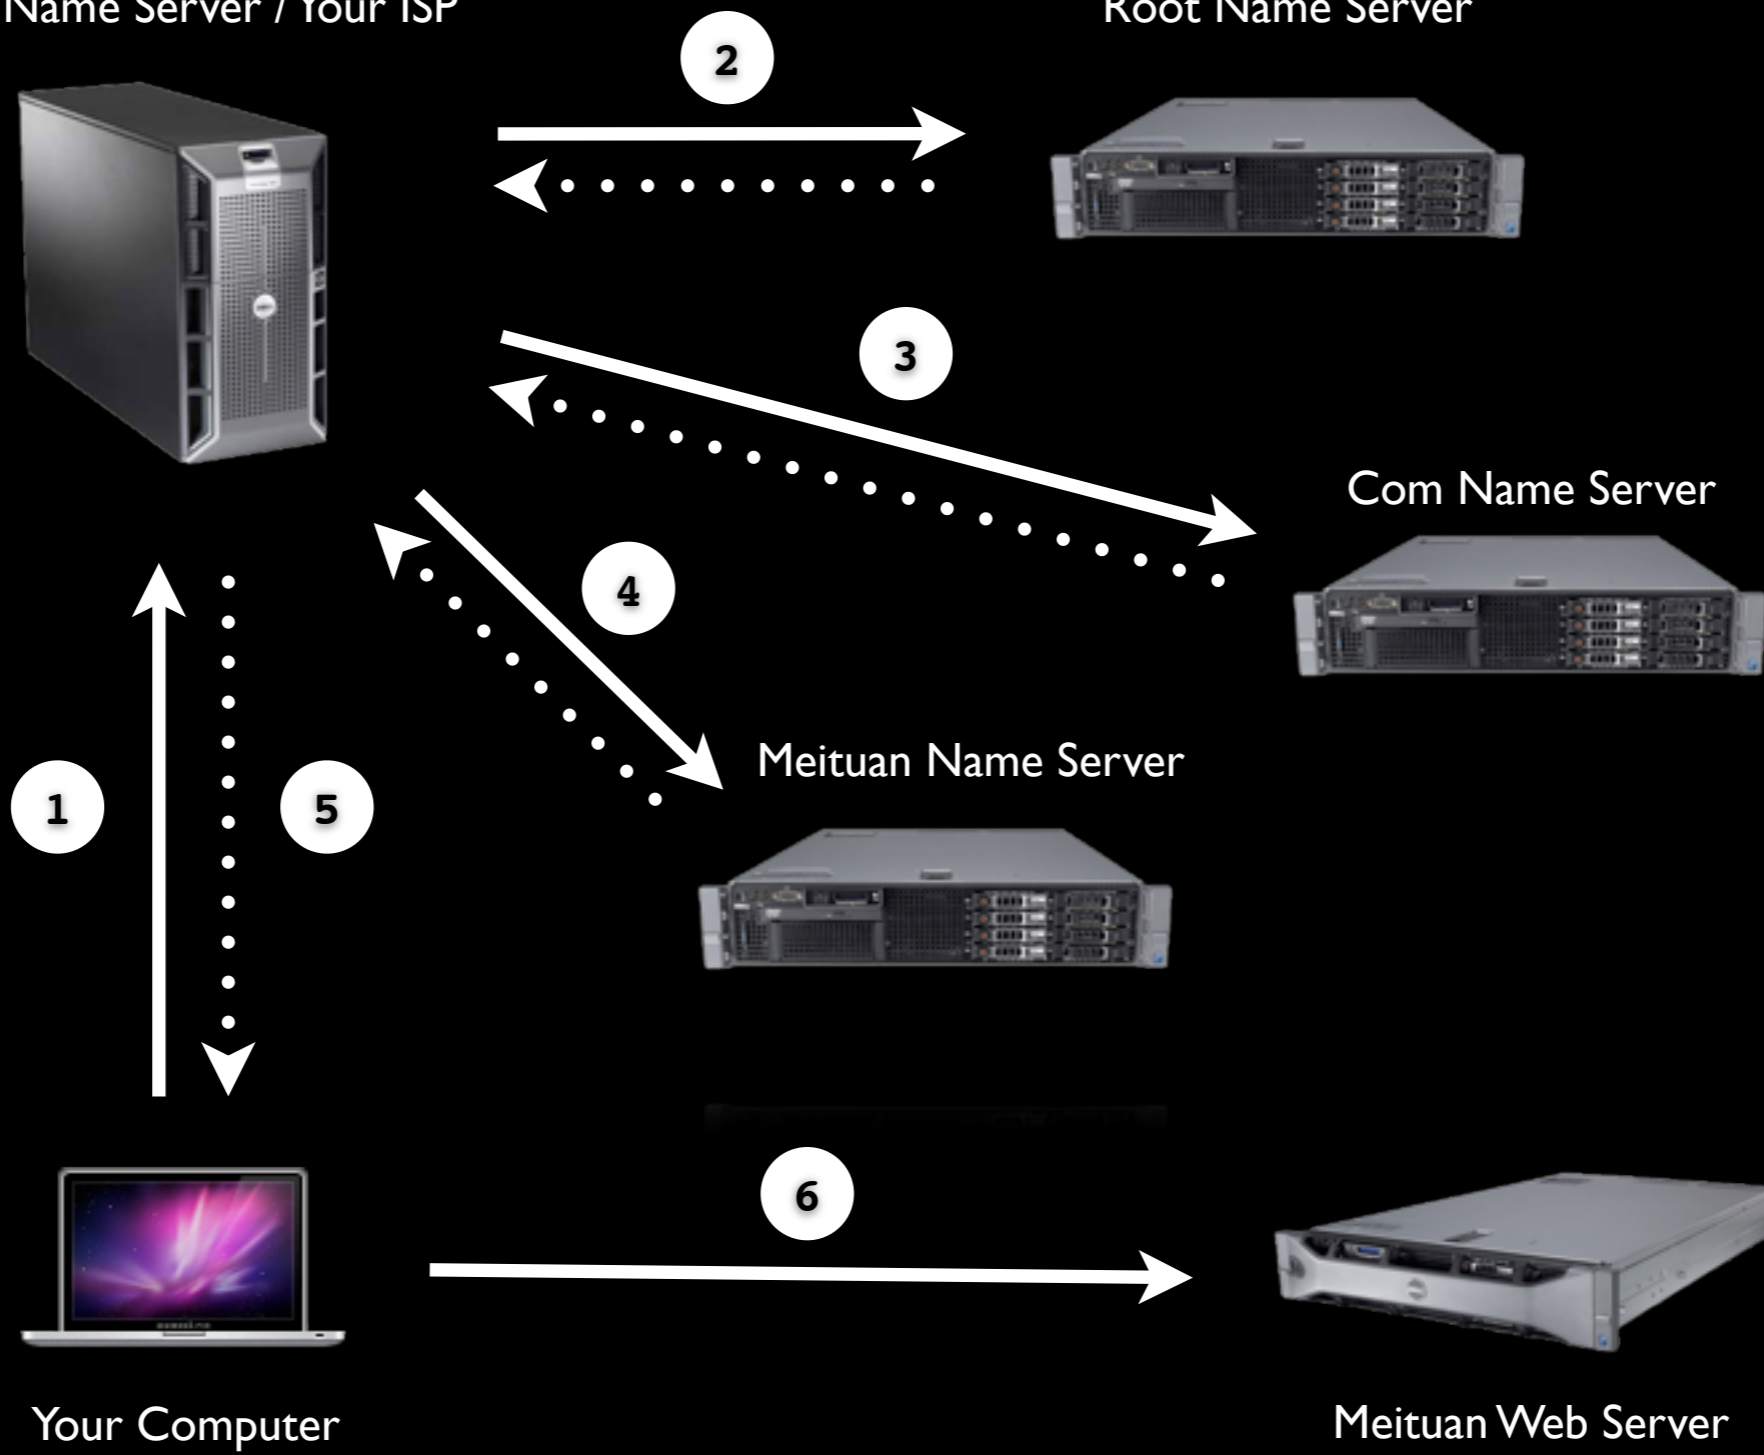 Name Server / Your ISP
Root Name Server
2
3
Com Name Server
4
Meituan Name Server
1
5
6
Your Computer
Meituan Web Server